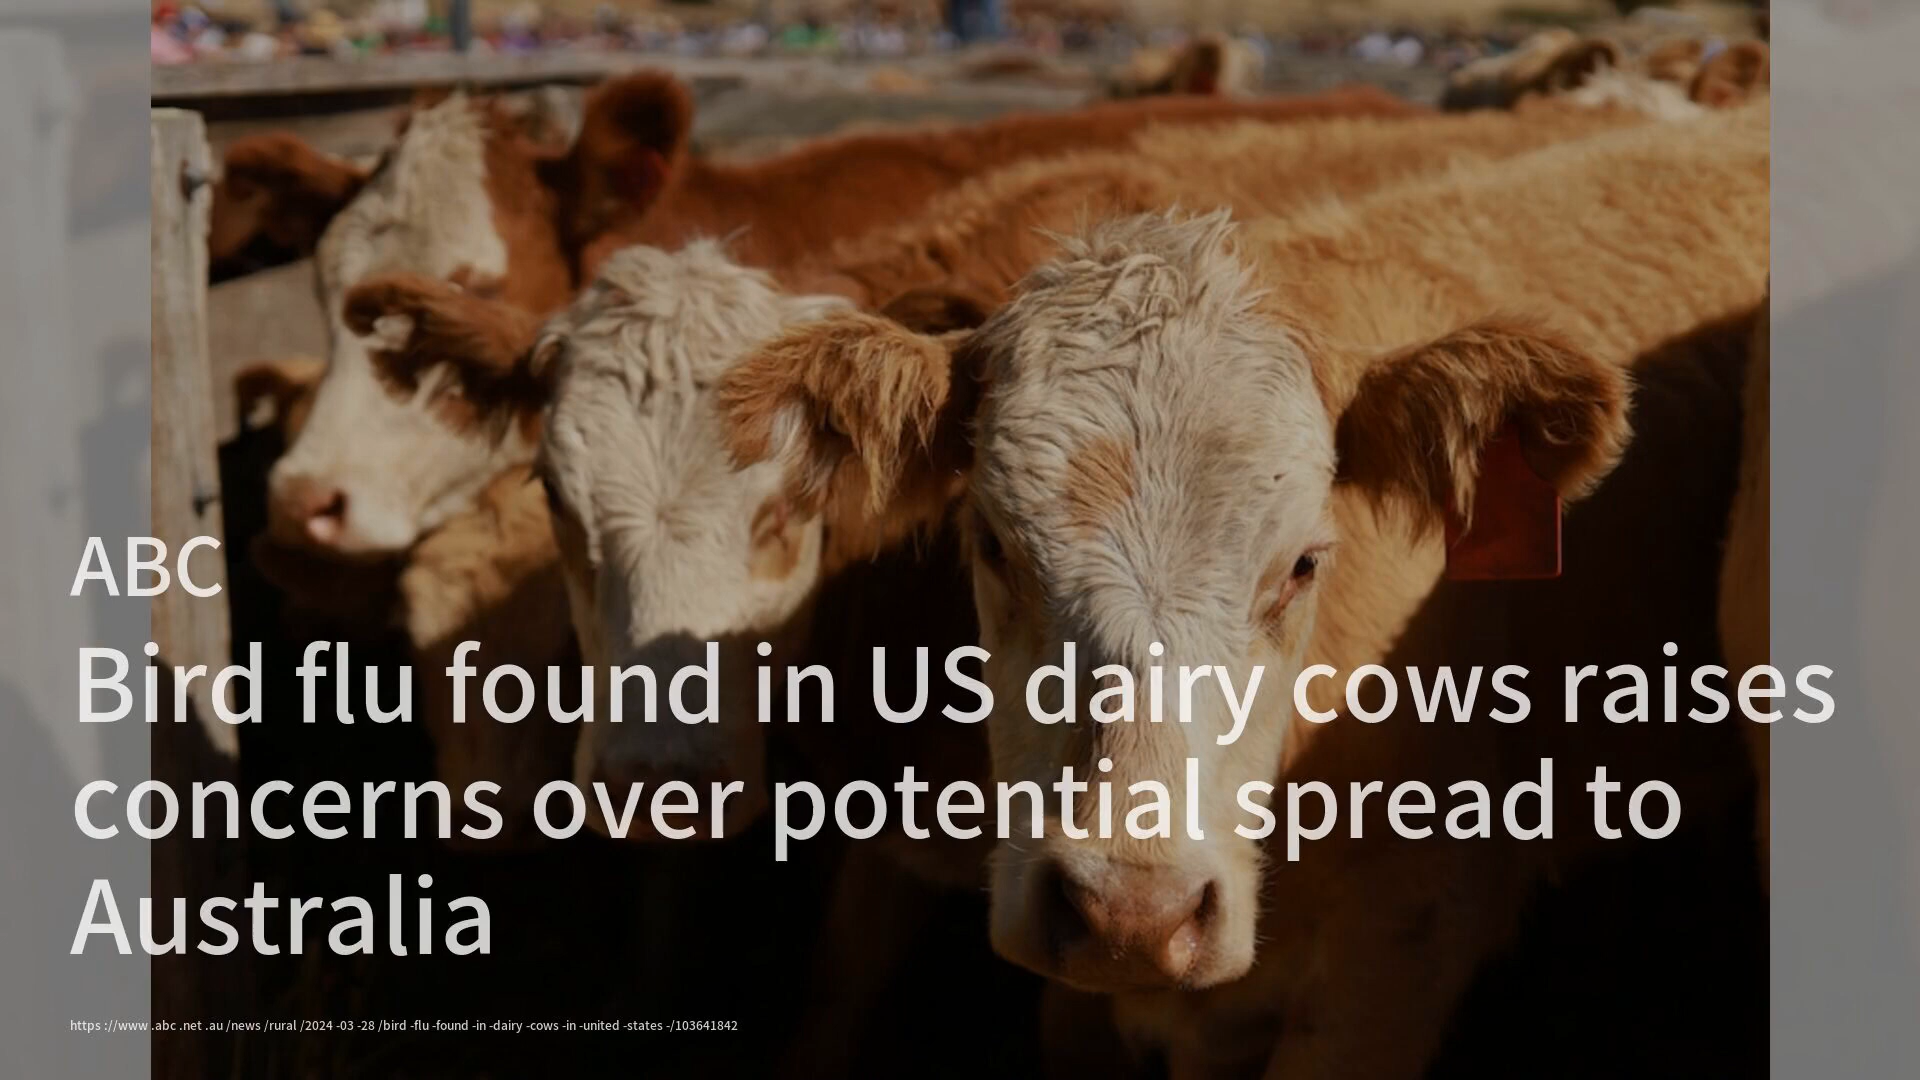 ABC
Bird flu found in US dairy cows raises
concerns over potential spread to
Australia
https ://www .abc .net .au /news /rural /2024 -03 -28 /bird -flu -found -in -dairy -cows -in -united -states -/103641842